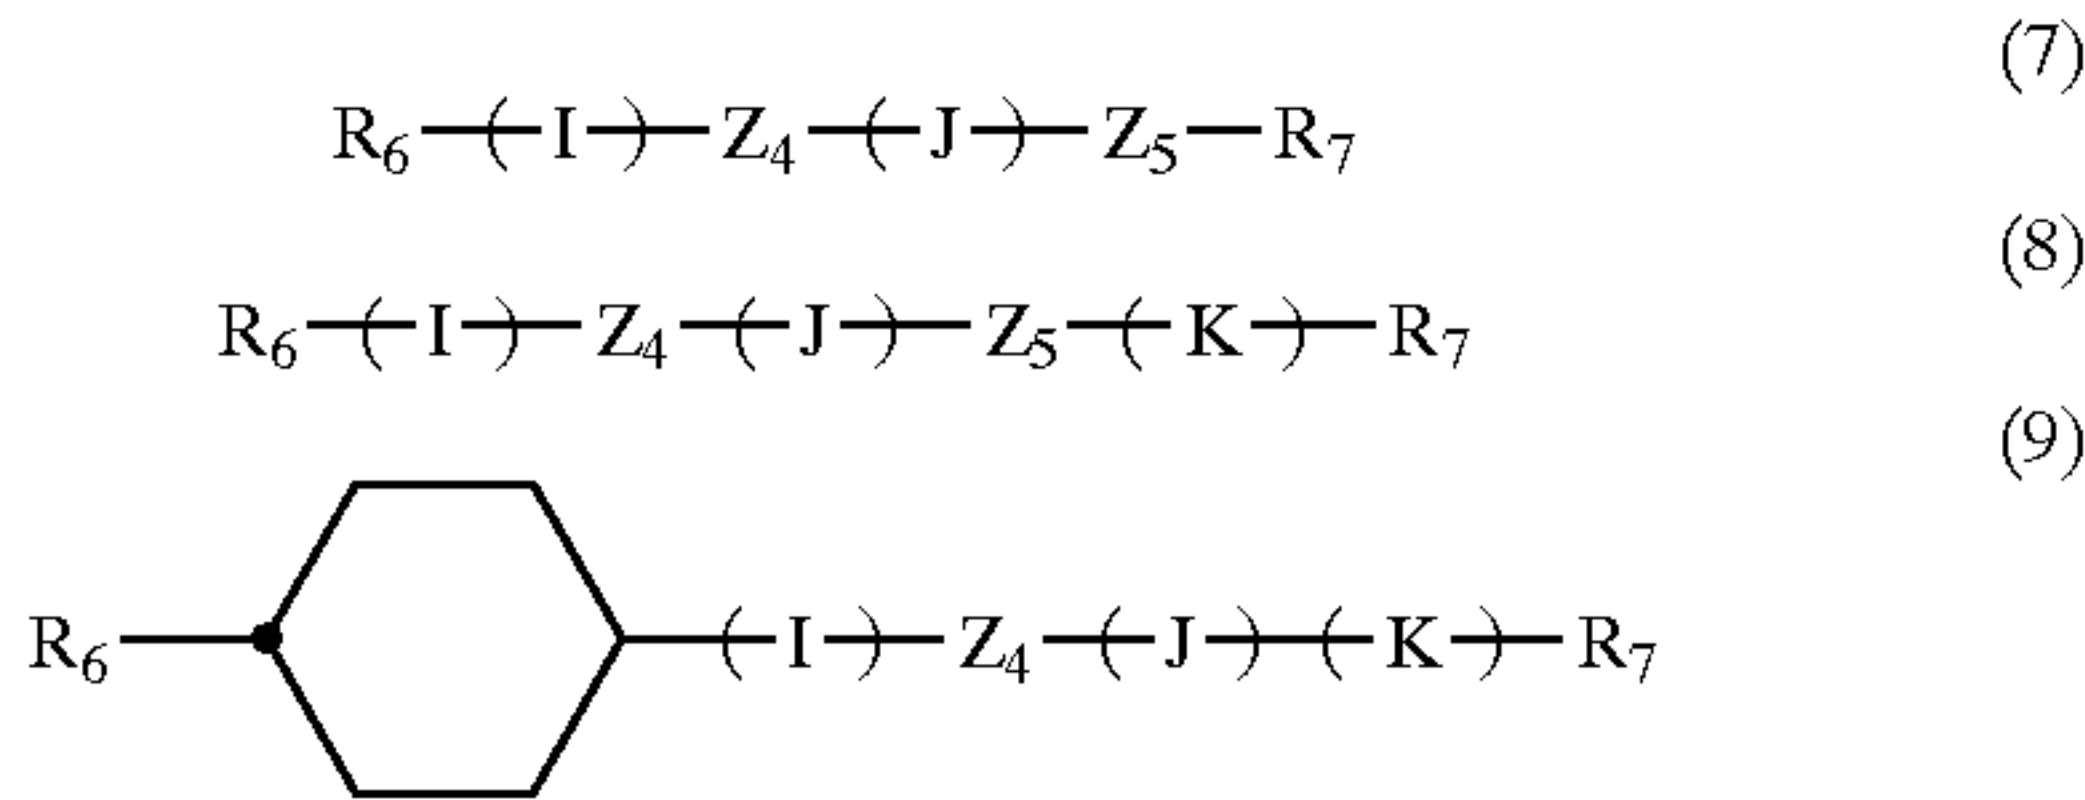 (7)
R₆—(I)—Z₄—(J)—Z₅—R₇
(8)
R₆—(I)—Z₄—(J)—Z₅—(K)—R₇
(9)
R₆—(I)—Z₄—(J)—(K)—R₇